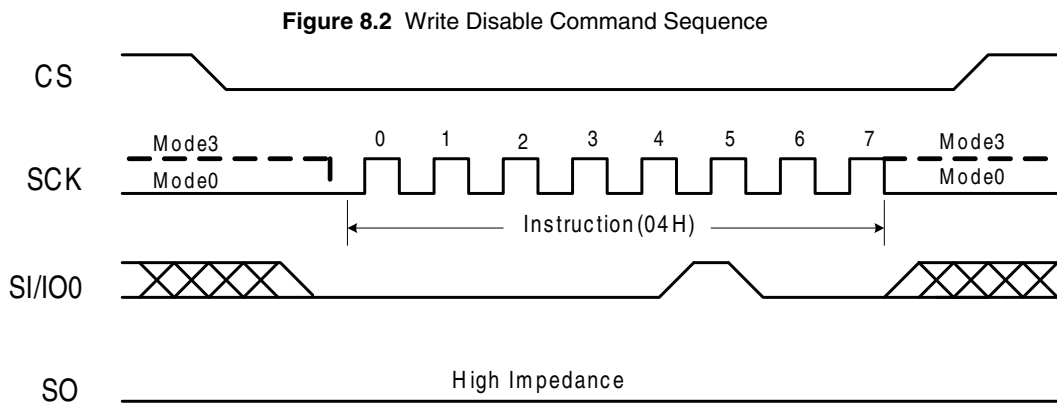 Figure 8.2 Write Disable Command Sequence
CS
Mode3 0 1 2 3 4 5 6 7 Mode3
SCK
Mode0 Mode0
Instruction(04H)
SI/IO0
High Impedance
SO